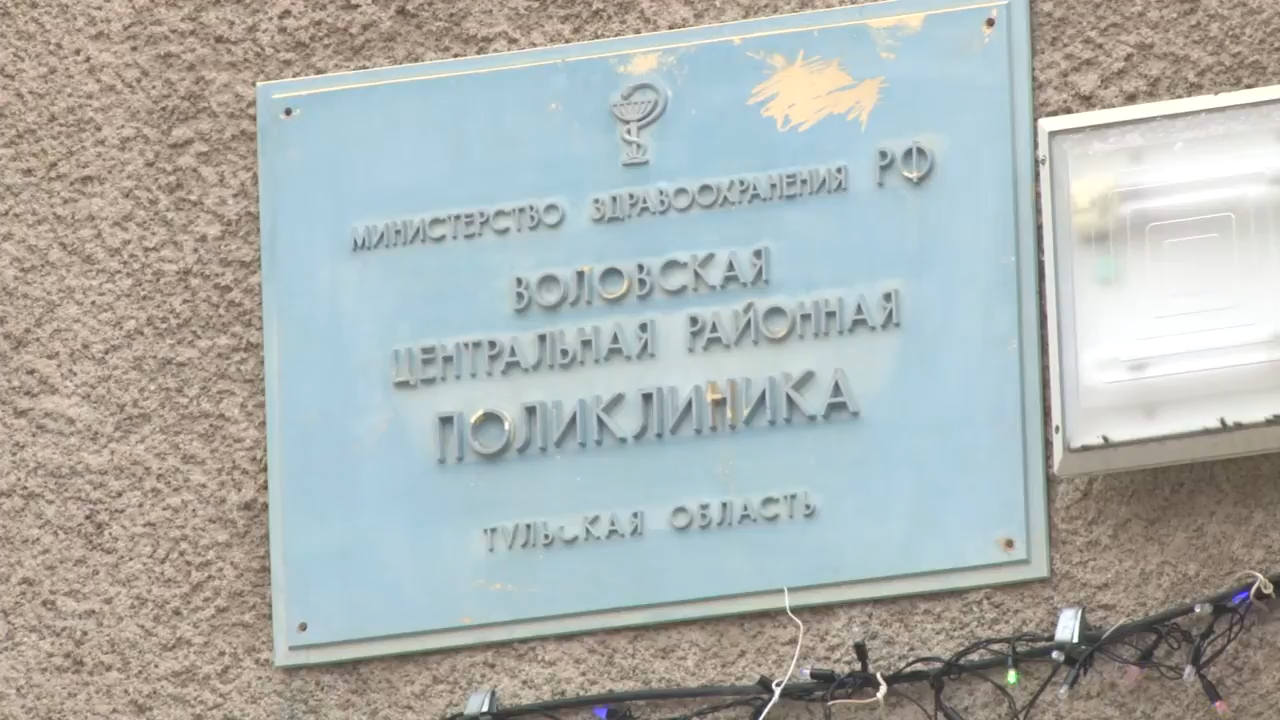 МИНИСТЕРСТВО ЗДРАВООХРАНЕНИЯ РФ
ВОЛОВСКАЯ
ЦЕНТРАЛЬНАЯ РАЙОННАЯ
ПОЛИКЛИНИКА
ТУЛЬСКАЯ ОБЛАСТЬ